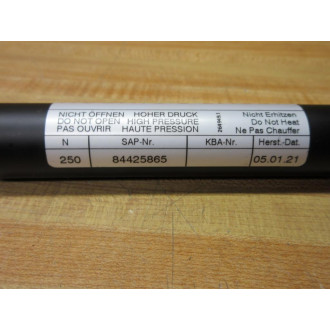 NICHT ÖFFNEN HOHER DRUCK
DO NOT OPEN HIGH PRESSURE
PAS OUVRIR HAUTE PRESSION
Nicht Erhitzen
Do Not Heat
Ne Pas Chauffer
N SAP-Nr. KBA-Nr. Herst.-Dat.
250 84425865 05.01.21